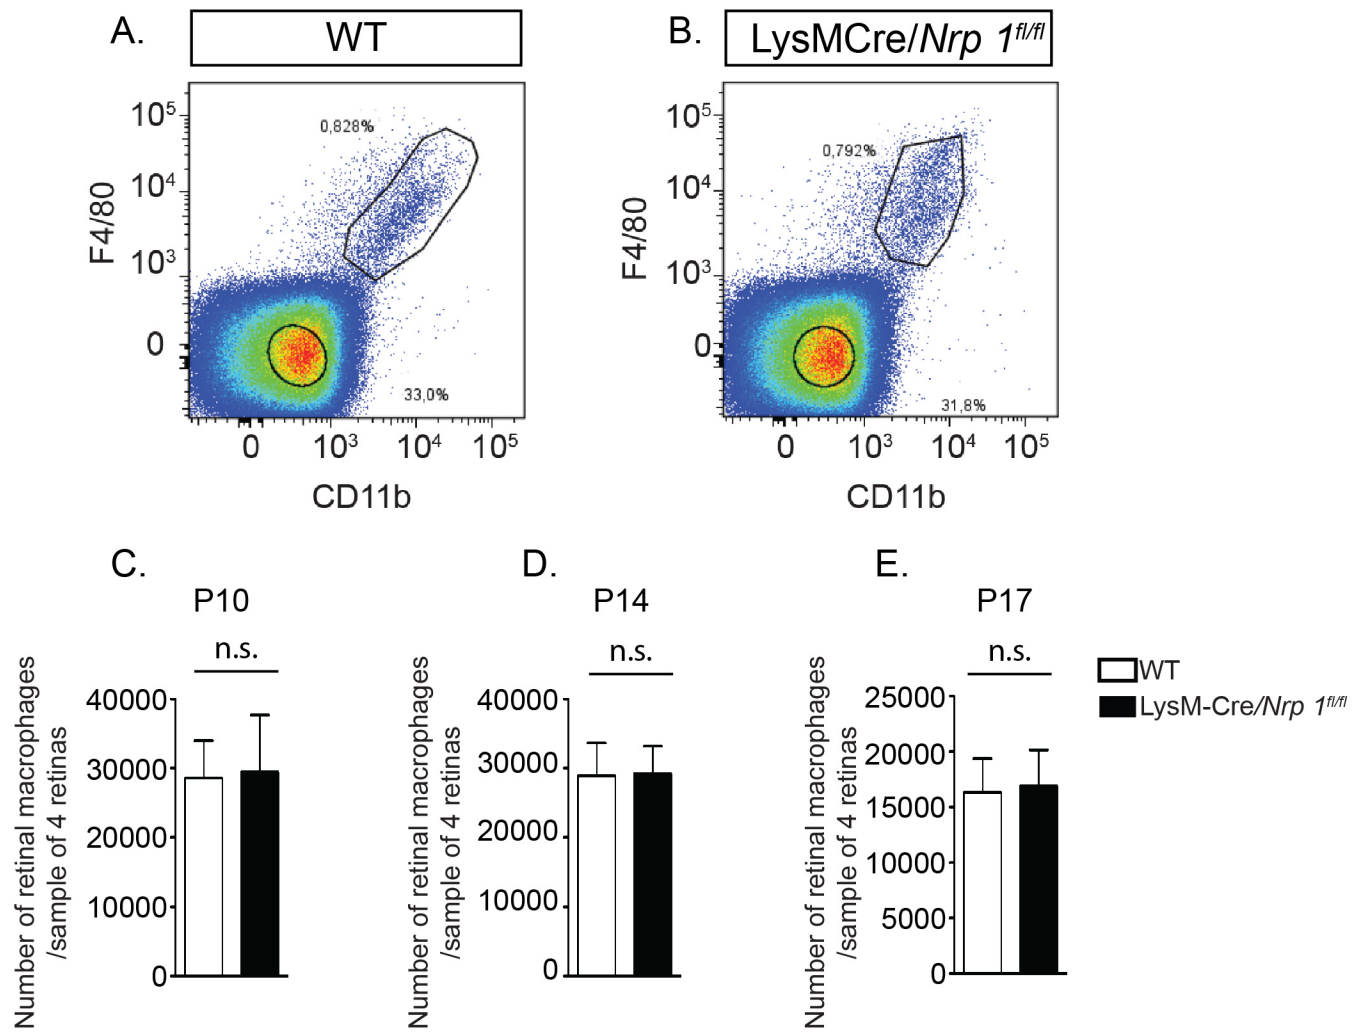 A.
WT
B.
LysMCre/Nrp 1fl/fl
0,828%
33,0%
10⁵
10⁴
10³
0
F4/80
0
10³
10⁴
10⁵
CD11b
0,792%
31,8%
10⁵
10⁴
10³
0
F4/80
0
10³
10⁴
10⁵
CD11b
C.
P10
n.s.
Number of retinal macrophages
/sample of 4 retinas
40000
30000
20000
10000
0
D.
P14
n.s.
Number of retinal macrophages
/sample of 4 retinas
40000
30000
20000
10000
0
E.
P17
n.s.
Number of retinal macrophages
/sample of 4 retinas
25000
20000
15000
10000
5000
0
WT
LysM-Cre/Nrp 1fl/fl